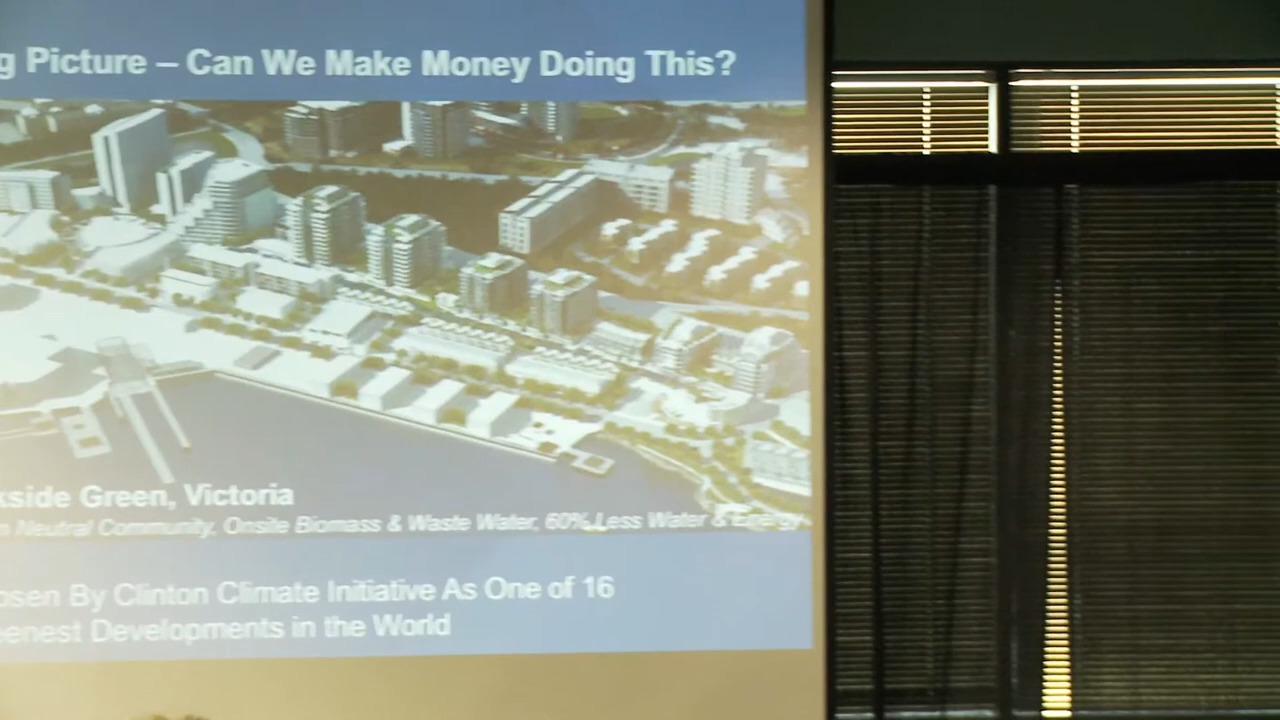 g Picture – Can We Make Money Doing This?
kside Green, Victoria
n Neutral Community, Onsite Biomass & Waste Water, 60% Less Water & Energy
osen By Clinton Climate Initiative As One of 16
eenest Developments in the World